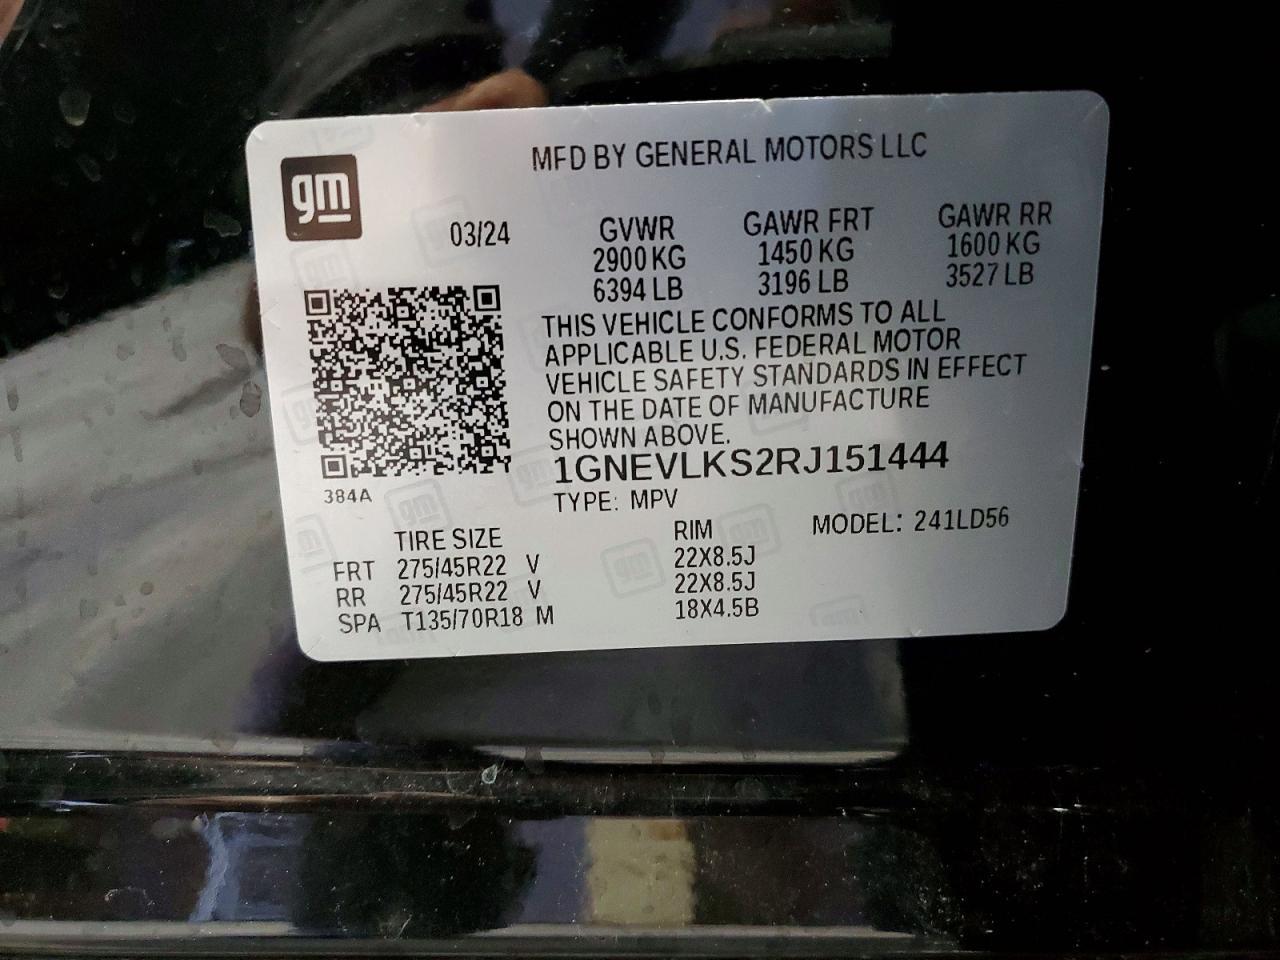 gm
MFD BY GENERAL MOTORS LLC
03/24
GVWR GAWR FRT GAWR RR
2900 KG 1450 KG 1600 KG
6394 LB 3196 LB 3527 LB
THIS VEHICLE CONFORMS TO ALL
APPLICABLE U.S. FEDERAL MOTOR
VEHICLE SAFETY STANDARDS IN EFFECT
ON THE DATE OF MANUFACTURE
SHOWN ABOVE.
1GNEVLKS2RJ151444
384A
TYPE: MPV
MODEL: 241LD56
TIRE SIZE RIM
FRT 275/45R22 V 22X8.5J
RR 275/45R22 V 22X8.5J
SPA T135/70R18 M 18X4.5B